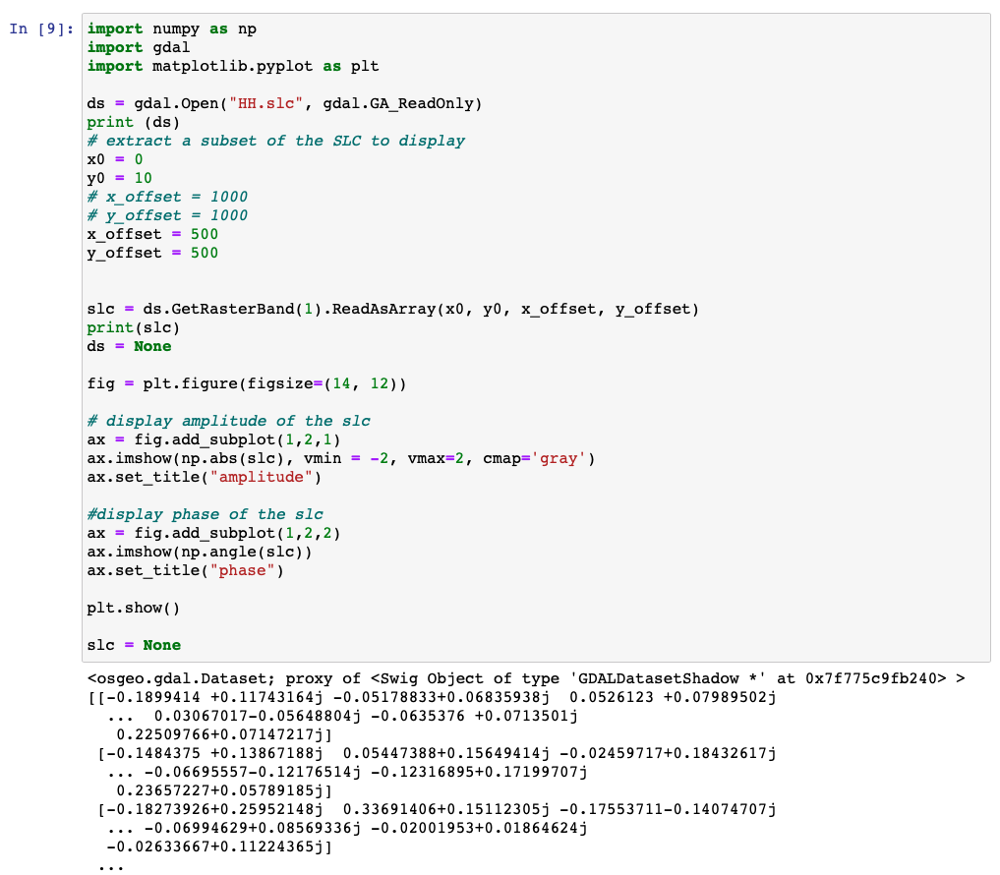 In [9]: import numpy as np
import gdal
import matplotlib.pyplot as plt
ds = gdal.Open("HH.slc", gdal.GA_ReadOnly)
print (ds)
# extract a subset of the SLC to display
x0 = 0
y0 = 10
# x_offset = 1000
# y_offset = 1000
x_offset = 500
y_offset = 500
slc = ds.GetRasterBand(1).ReadAsArray(x0, y0, x_offset, y_offset)
print(slc)
ds = None
fig = plt.figure(figsize=(14, 12))
# display amplitude of the slc
ax = fig.add_subplot(1,2,1)
ax.imshow(np.abs(slc), vmin = -2, vmax=2, cmap='gray')
ax.set_title("amplitude")
#display phase of the slc
ax = fig.add_subplot(1,2,2)
ax.imshow(np.angle(slc))
ax.set_title("phase")
plt.show()
slc = None
<osgeo.gdal.Dataset; proxy of <Swig Object of type 'GDALDatasetShadow *' at 0x7f775c9fb240> >
[[-0.1899414 +0.11743164j -0.05178833+0.06835938j  0.0526123 +0.07989502j
  ...  0.03067017-0.05648804j -0.0635376 +0.0713501j
   0.22509766+0.07147217j]
 [-0.1484375 +0.13867188j  0.05447388+0.15649414j -0.02459717+0.18432617j
  ... -0.06695557-0.12176514j -0.12316895+0.17199707j
   0.23657227+0.05789185j]
 [-0.18273926+0.25952148j  0.33691406+0.15112305j -0.17553711-0.14074707j
  ... -0.06994629+0.08569336j -0.02001953+0.01864624j
  -0.02633667+0.11224365j]
 ...